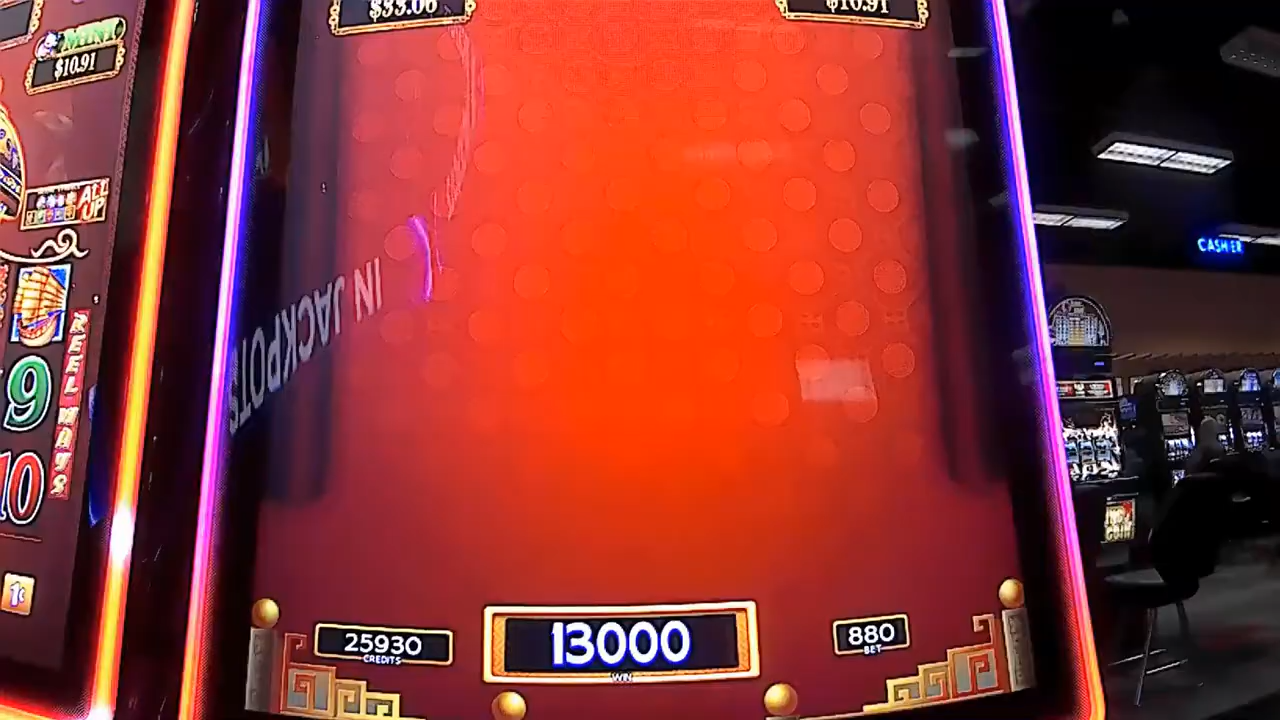 $33.06
$10.91
MINI
$10.91
ALL
UP
REEL WAYS
9
10
1¢
IN JACKPOTS
CASHIER
25930
CREDITS
13000
WIN
880
BET